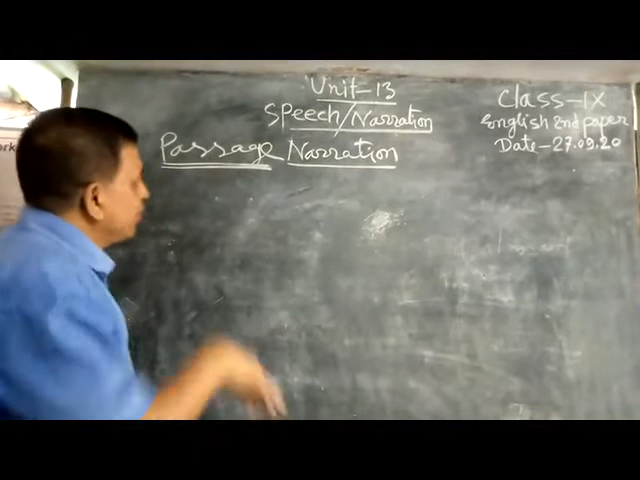 Unit-13
Speech/Narration
Passage Narration
Class-IX
English 2nd paper
Date-27.09.20